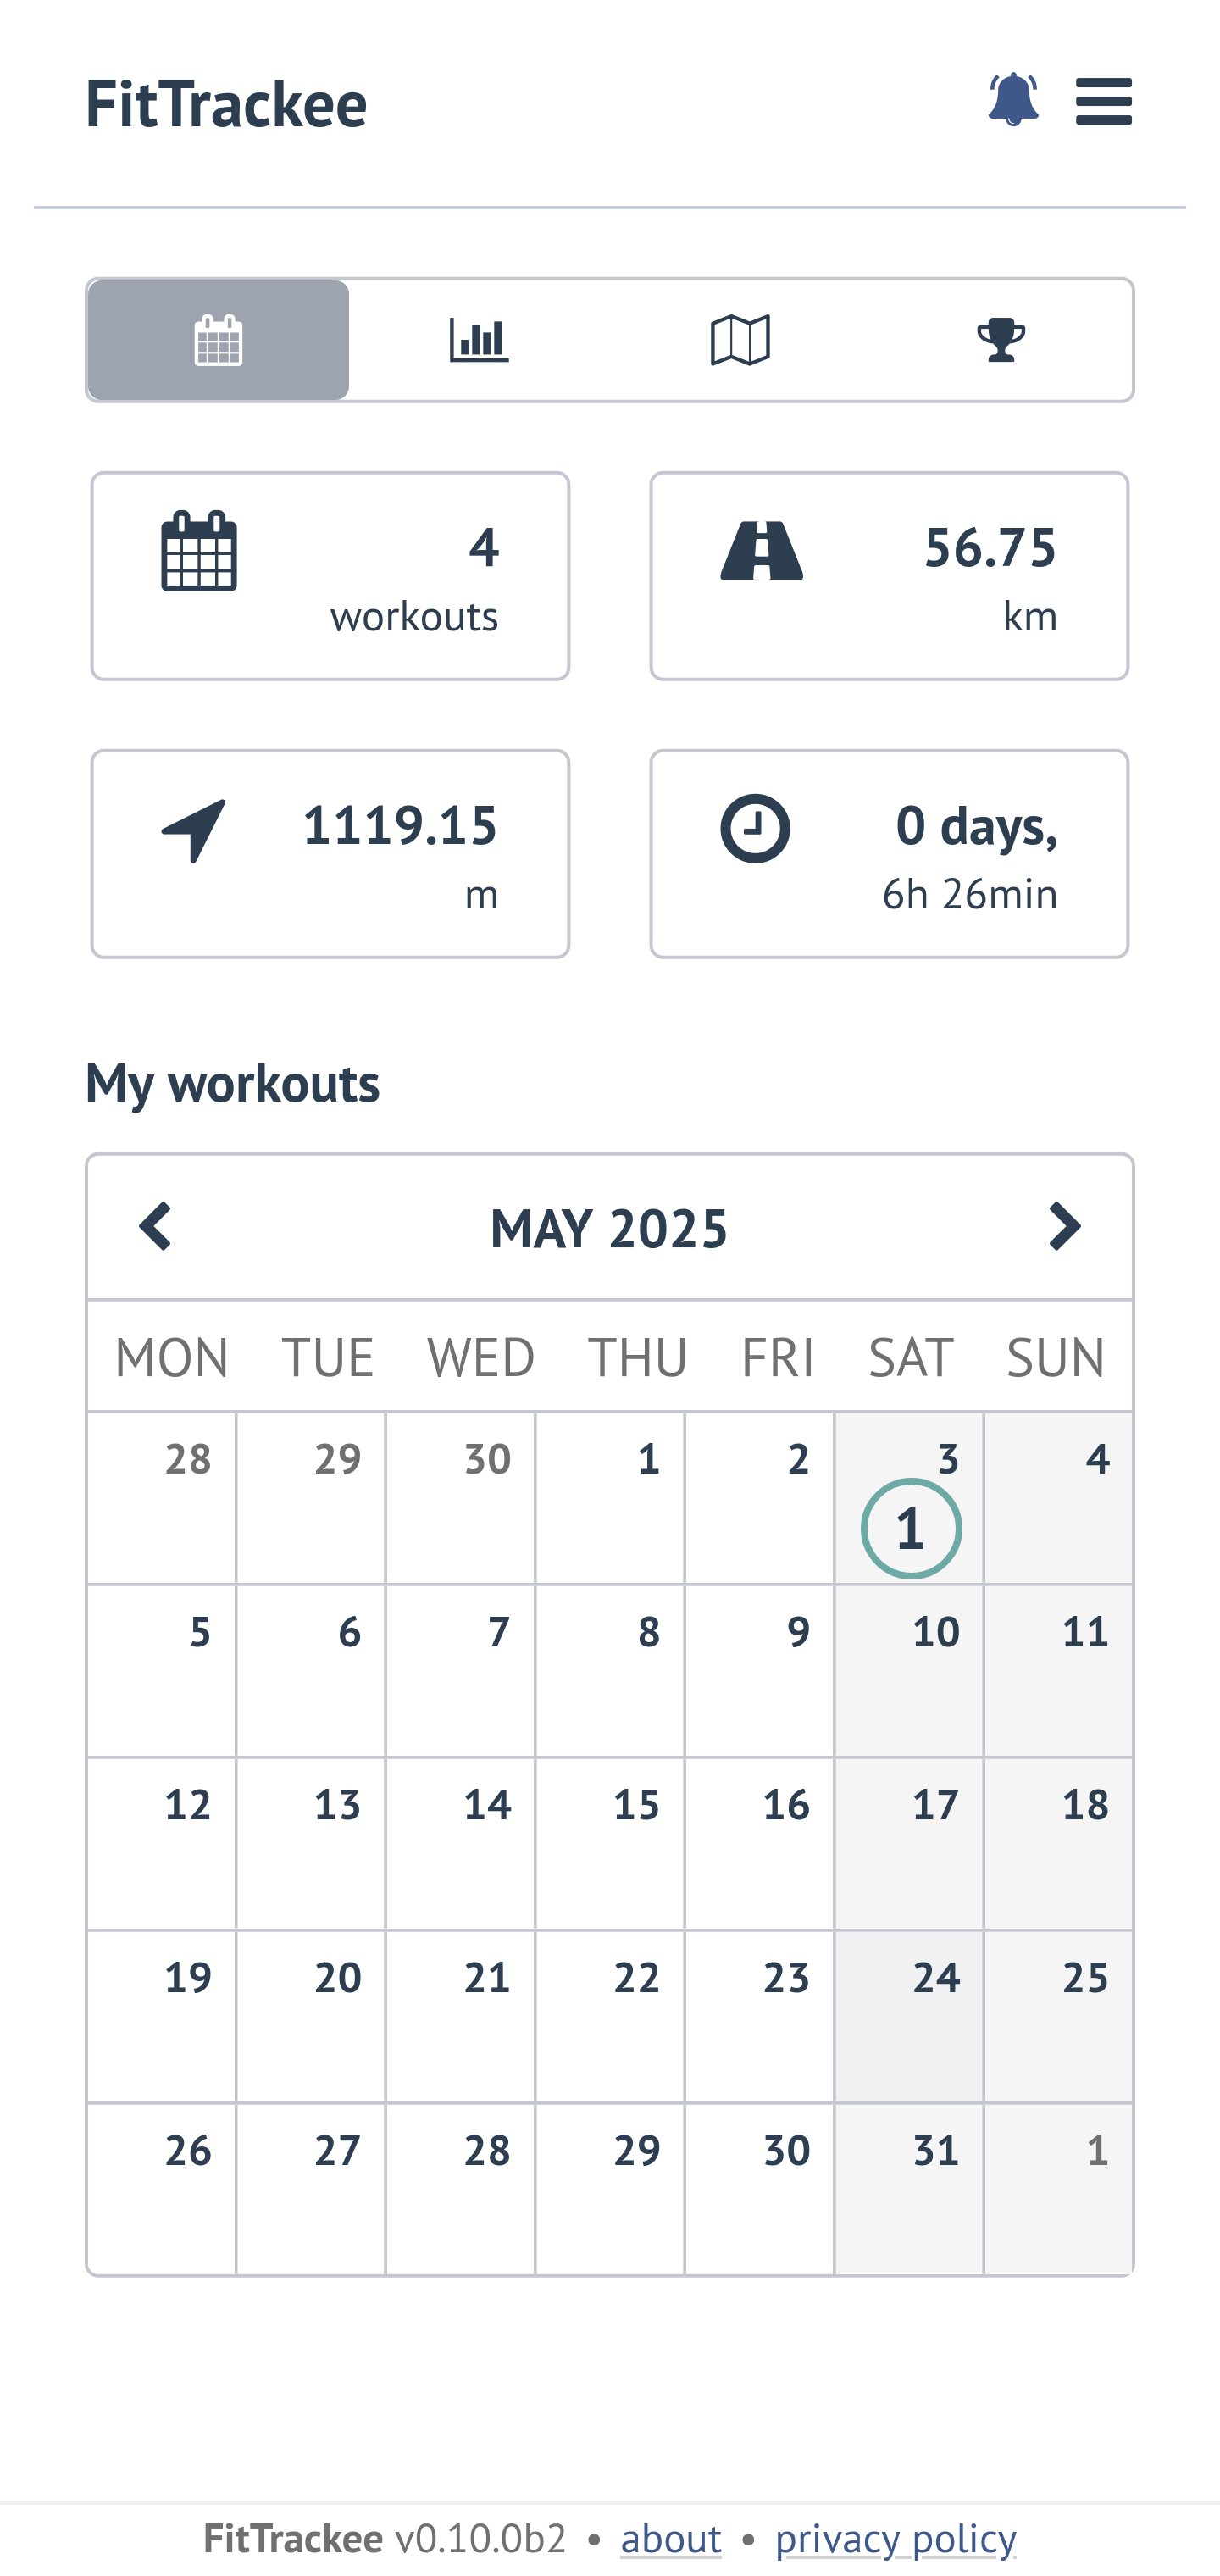 FitTrackee
4
workouts
56.75
km
1119.15
m
0 days,
6h 26min
My workouts
MAY 2025
MON TUE WED THU FRI SAT SUN
28 29 30 1 2 3 4
1
5 6 7 8 9 10 11
12 13 14 15 16 17 18
19 20 21 22 23 24 25
26 27 28 29 30 31 1
FitTrackee v0.10.0b2 • about • privacy policy